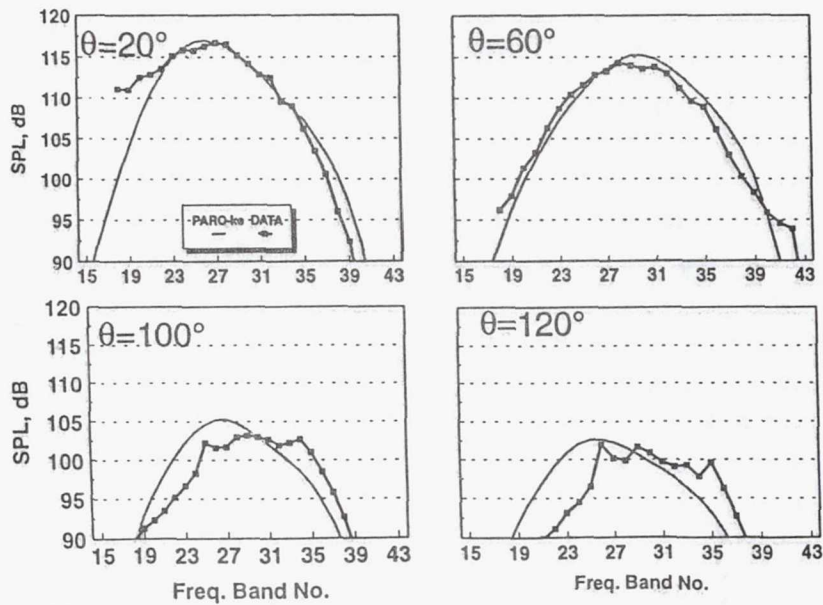 120
115
110
105
100
95
90
SPL, dB
θ=20°
PARC-ke DATA
15 19 23 27 31 35 39 43
θ=60°
15 19 23 27 31 35 39 43
120
115
110
105
100
95
90
SPL, dB
θ=100°
15 19 23 27 31 35 39 43
Freq. Band No.
θ=120°
15 19 23 27 31 35 39 43
Freq. Band No.